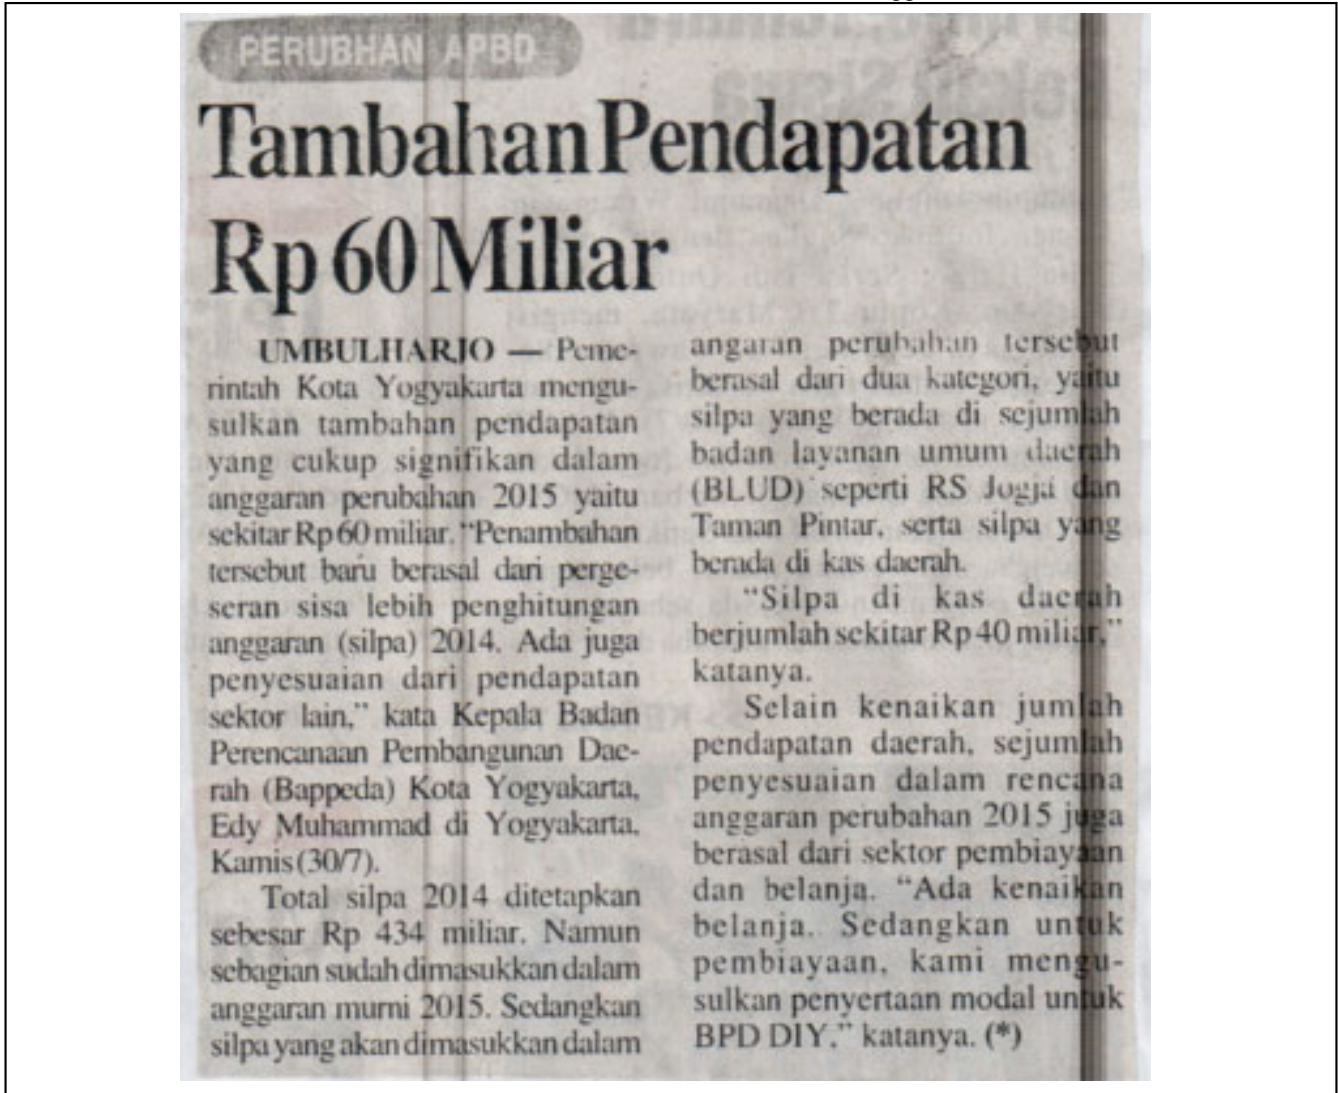 PERUBHAN APBD
Tambahan Pendapatan
Rp 60 Miliar
UMBULHARJO — Peme-
rintah Kota Yogyakarta mengu-
sulkan tambahan pendapatan
yang cukup signifikan dalam
anggaran perubahan 2015 yaitu
sekitar Rp 60 miliar. “Penambahan
tersebut baru berasal dari perge-
seran sisa lebih penghitungan
anggaran (silpa) 2014. Ada juga
penyesuaian dari pendapatan
sektor lain,” kata Kepala Badan
Perencanaan Pembangunan Dae-
rah (Bappeda) Kota Yogyakarta,
Edy Muhammad di Yogyakarta,
Kamis (30/7).
Total silpa 2014 ditetapkan
sebesar Rp 434 miliar. Namun
sebagian sudah dimasukkan dalam
anggaran murni 2015. Sedangkan
silpa yang akan dimasukkan dalam
angaran perubahan tersebut
berasal dari dua kategori, yaitu
silpa yang berada di sejumlah
badan layanan umum daerah
(BLUD) seperti RS Jogja dan
Taman Pintar, serta silpa yang
berada di kas daerah.
“Silpa di kas daerah
berjumlah sekitar Rp 40 miliar,”
katanya.
Selain kenaikan jumlah
pendapatan daerah, sejumlah
penyesuaian dalam rencana
anggaran perubahan 2015 juga
berasal dari sektor pembiayaan
dan belanja. “Ada kenaikan
belanja. Sedangkan untuk
pembiayaan, kami mengu-
sulkan penyertaan modal untuk
BPD DIY,” katanya. (*)